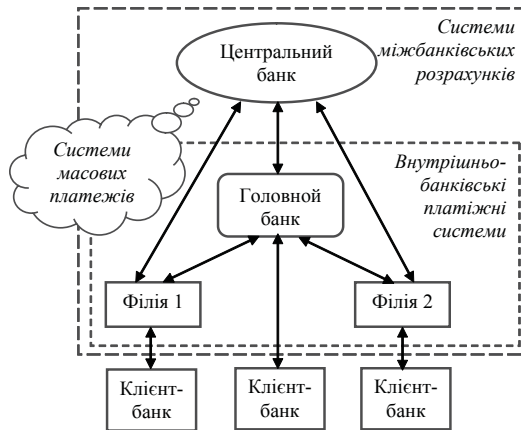 Системи
міжбанківських
розрахунків
Центральний
банк
Системи
масових
платежів
Внутрішньо-
банківські
платіжні
системи
Головной
банк
Філія 1
Філія 2
Клієнт-
банк
Клієнт-
банк
Клієнт-
банк